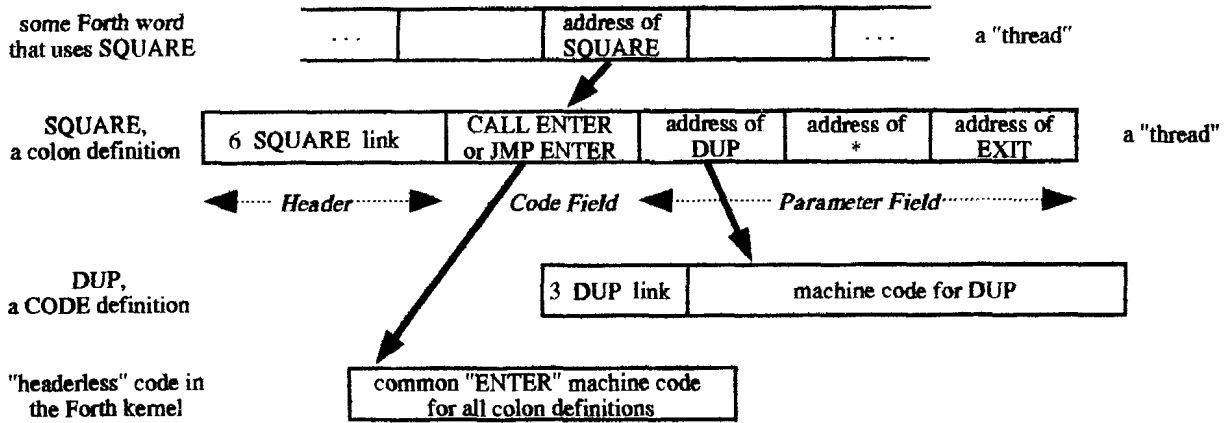 some Forth word
that uses SQUARE
. . .
address of
SQUARE
. . .
a "thread"
SQUARE,
a colon definition
6 SQUARE link
CALL ENTER
or JMP ENTER
address of
DUP
address of
*
address of
EXIT
a "thread"
Header
Code Field
Parameter Field
DUP,
a CODE definition
3 DUP link
machine code for DUP
"headerless" code in
the Forth kernel
common "ENTER" machine code
for all colon definitions